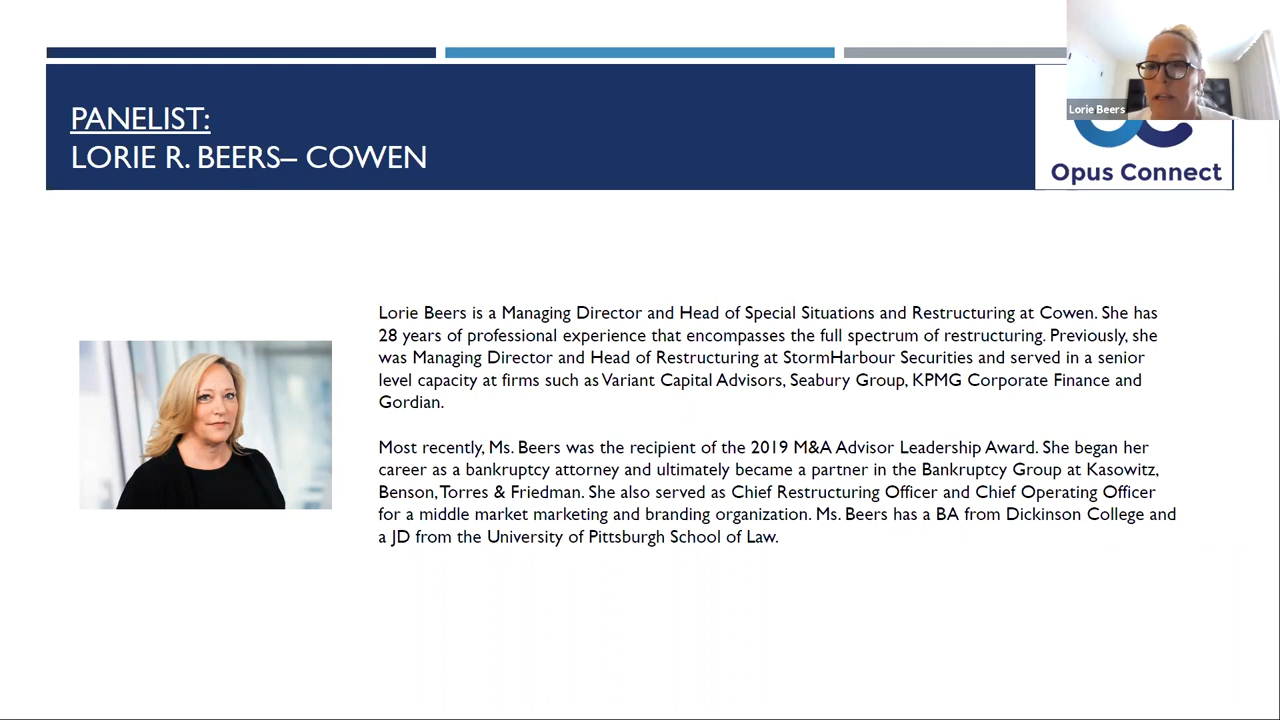 Lorie Beers
PANELIST:
LORIE R. BEERS– COWEN
Opus Connect
Lorie Beers is a Managing Director and Head of Special Situations and Restructuring at Cowen. She has
28 years of professional experience that encompasses the full spectrum of restructuring. Previously, she
was Managing Director and Head of Restructuring at StormHarbour Securities and served in a senior
level capacity at firms such as Variant Capital Advisors, Seabury Group, KPMG Corporate Finance and
Gordian.
Most recently, Ms. Beers was the recipient of the 2019 M&A Advisor Leadership Award. She began her
career as a bankruptcy attorney and ultimately became a partner in the Bankruptcy Group at Kasowitz,
Benson, Torres & Friedman. She also served as Chief Restructuring Officer and Chief Operating Officer
for a middle market marketing and branding organization. Ms. Beers has a BA from Dickinson College and
a JD from the University of Pittsburgh School of Law.